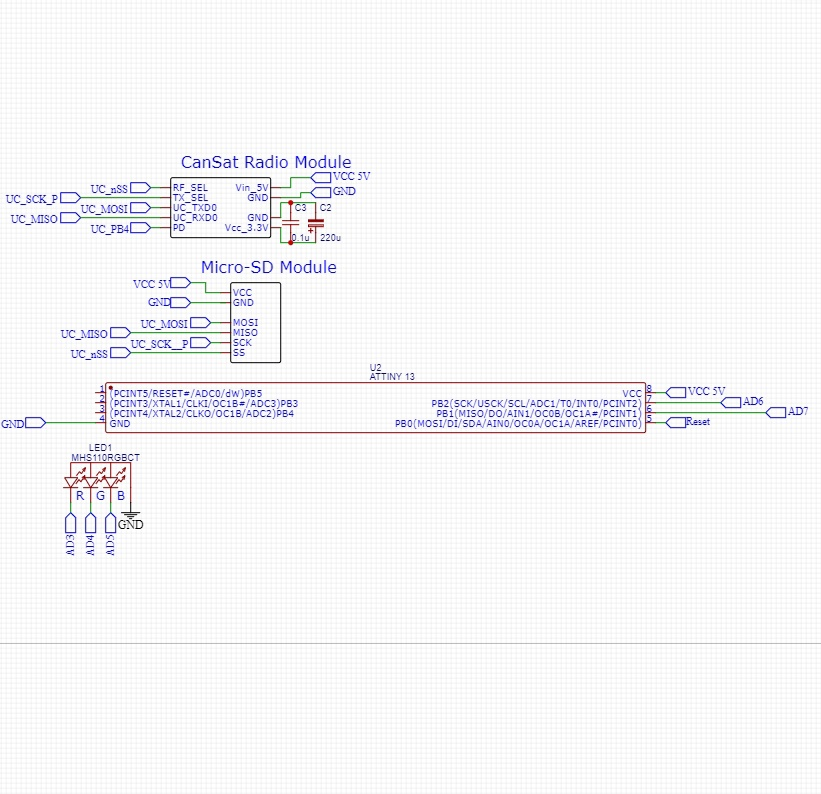 CanSat Radio Module
UC_nSS RF_SEL Vin_5V VCC 5V
UC_SCK_P TX_SEL GND GND
UC_MOSI UC_TXD0
UC_MISO UC_RXD0 GND
UC_PB4 PD Vcc_3.3V
C3 C2
0.1u 220u
Micro-SD Module
VCC 5V VCC
GND GND
UC_MOSI MOSI
UC_MISO MISO
UC_SCK__P SCK
UC_nSS SS
U2
ATTINY 13
1 (PCINT5/RESET#/ADC0/dW)PB5 VCC 8 VCC 5V
2 (PCINT3/XTAL1/CLKI/OC1B#/ADC3)PB3 PB2(SCK/USCK/SCL/ADC1/T0/INT0/PCINT2) 7 AD6
3 (PCINT4/XTAL2/CLKO/OC1B/ADC2)PB4 PB1(MISO/DO/AIN1/OC0B/OC1A#/PCINT1) 6 AD7
GND 4 GND PB0(MOSI/DI/SDA/AIN0/OC0A/OC1A/AREF/PCINT0) 5 Reset
LED1
MHS110RGBCT
R G B
GND
AD3 AD4 AD5